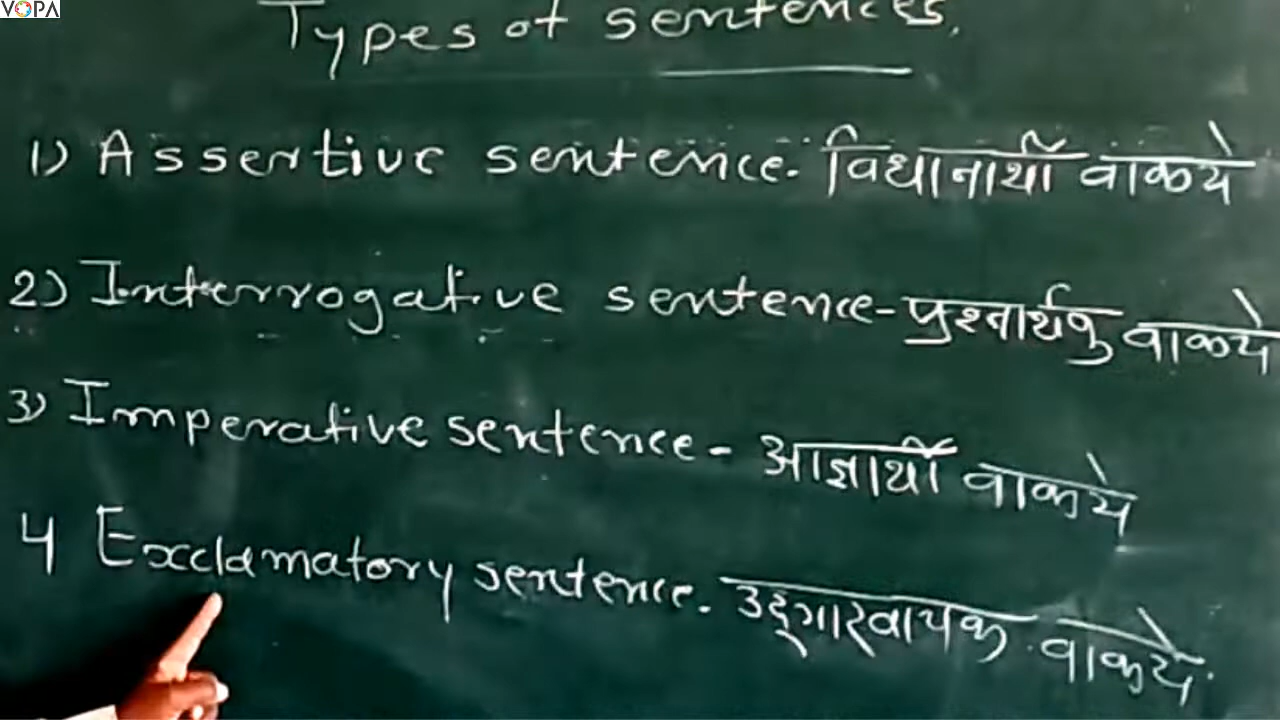 VOPA
Types of sentences.
1) Assertive sentence. विधानार्थी वाक्ये
2) Interrogative sentence - प्रश्नार्थक वाक्ये
3) Imperative sentence - आज्ञार्थी वाक्ये
4 Exclamatory sentence. उद्गारवाचक वाक्ये.